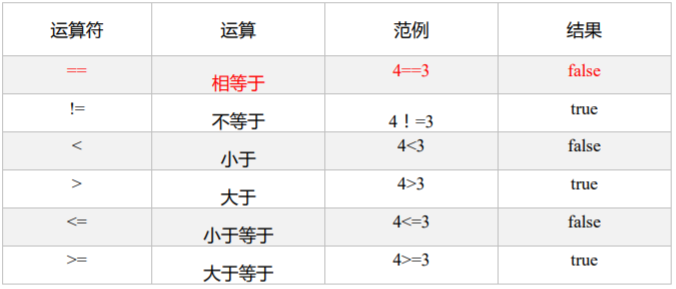 运算符 运算 范例 结果
== 相等于 4==3 false
!= 不等于 4！=3 true
< 小于 4<3 false
> 大于 4>3 true
<= 小于等于 4<=3 false
>= 大于等于 4>=3 true